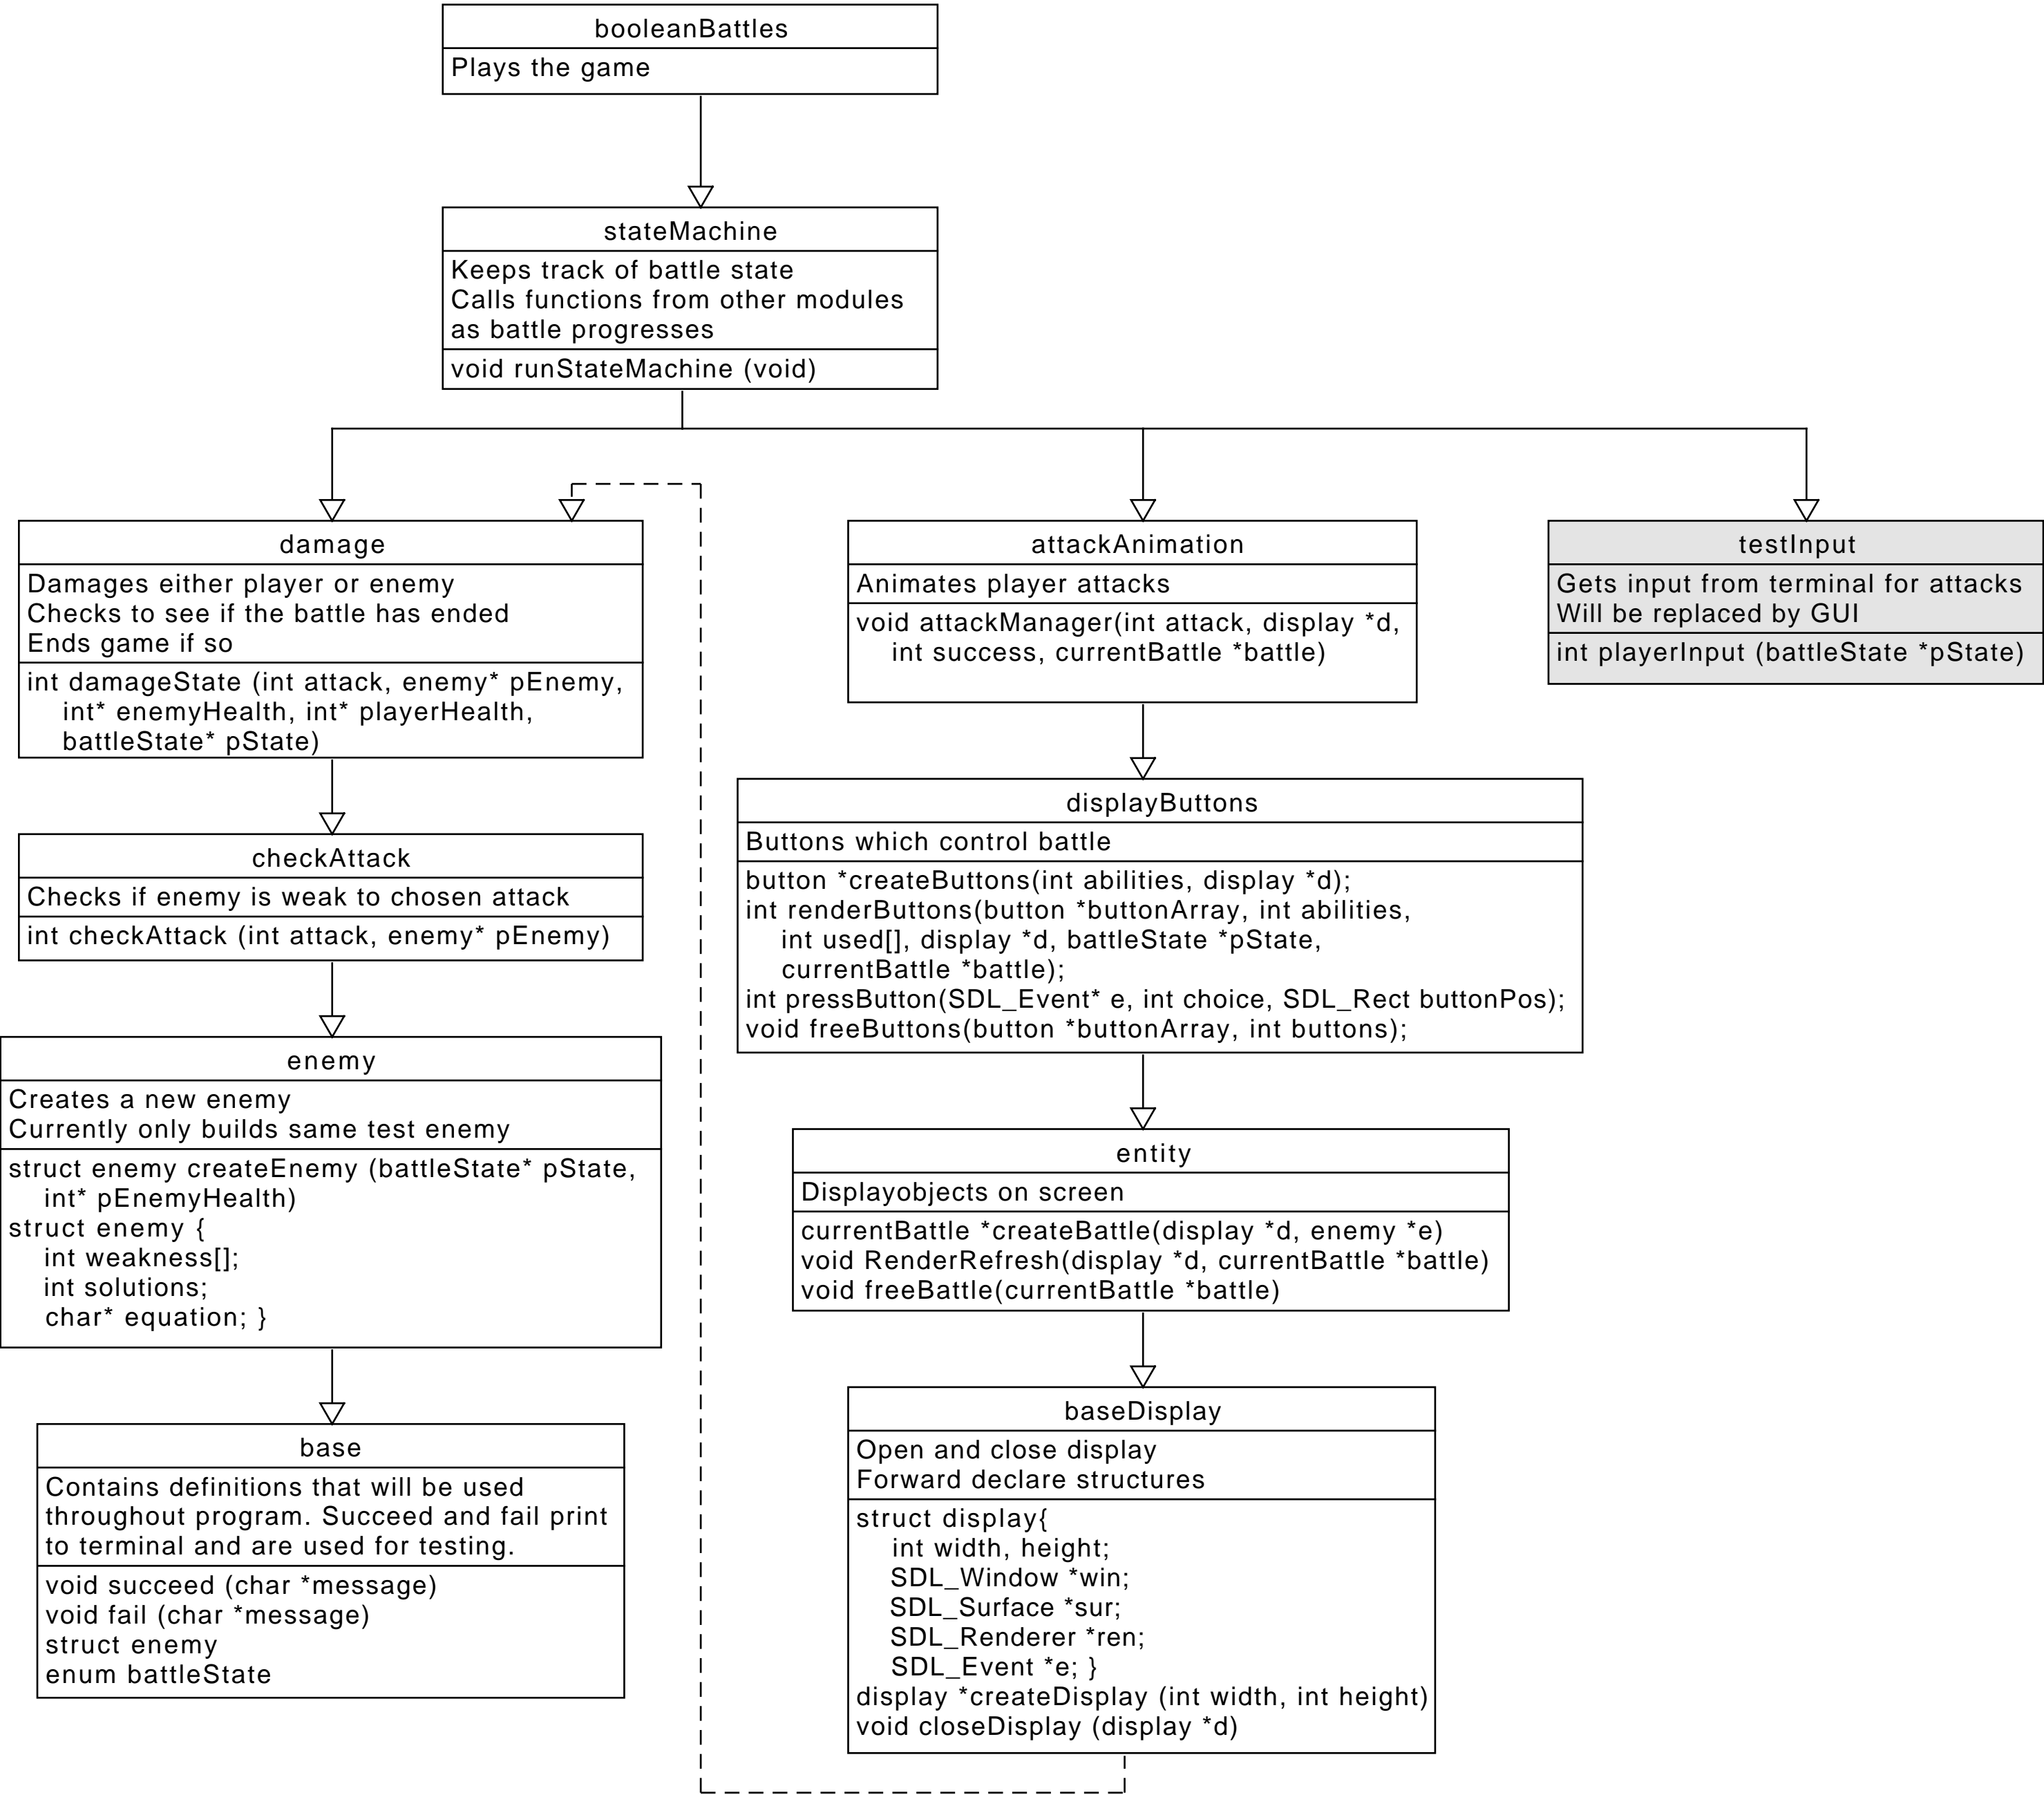 booleanBattles
Plays the game
stateMachine
Keeps track of battle state
Calls functions from other modules
as battle progresses
void runStateMachine (void)
damage
Damages either player or enemy
Checks to see if the battle has ended
Ends game if so
int damageState (int attack, enemy* pEnemy,
int* enemyHealth, int* playerHealth,
battleState* pState)
checkAttack
Checks if enemy is weak to chosen attack
int checkAttack (int attack, enemy* pEnemy)
enemy
Creates a new enemy
Currently only builds same test enemy
struct enemy createEnemy (battleState* pState,
int* pEnemyHealth)
struct enemy {
int weakness[];
int solutions;
char* equation; }
base
Contains definitions that will be used
throughout program. Succeed and fail print
to terminal and are used for testing.
void succeed (char *message)
void fail (char *message)
struct enemy
enum battleState
attackAnimation
Animates player attacks
void attackManager(int attack, display *d,
int success, currentBattle *battle)
displayButtons
Buttons which control battle
button *createButtons(int abilities, display *d);
int renderButtons(button *buttonArray, int abilities,
int used[], display *d, battleState *pState,
currentBattle *battle);
int pressButton(SDL_Event* e, int choice, SDL_Rect buttonPos);
void freeButtons(button *buttonArray, int buttons);
entity
Displayobjects on screen
currentBattle *createBattle(display *d, enemy *e)
void RenderRefresh(display *d, currentBattle *battle)
void freeBattle(currentBattle *battle)
baseDisplay
Open and close display
Forward declare structures
struct display{
int width, height;
SDL_Window *win;
SDL_Surface *sur;
SDL_Renderer *ren;
SDL_Event *e; }
display *createDisplay (int width, int height)
void closeDisplay (display *d)
testInput
Gets input from terminal for attacks
Will be replaced by GUI
int playerInput (battleState *pState)